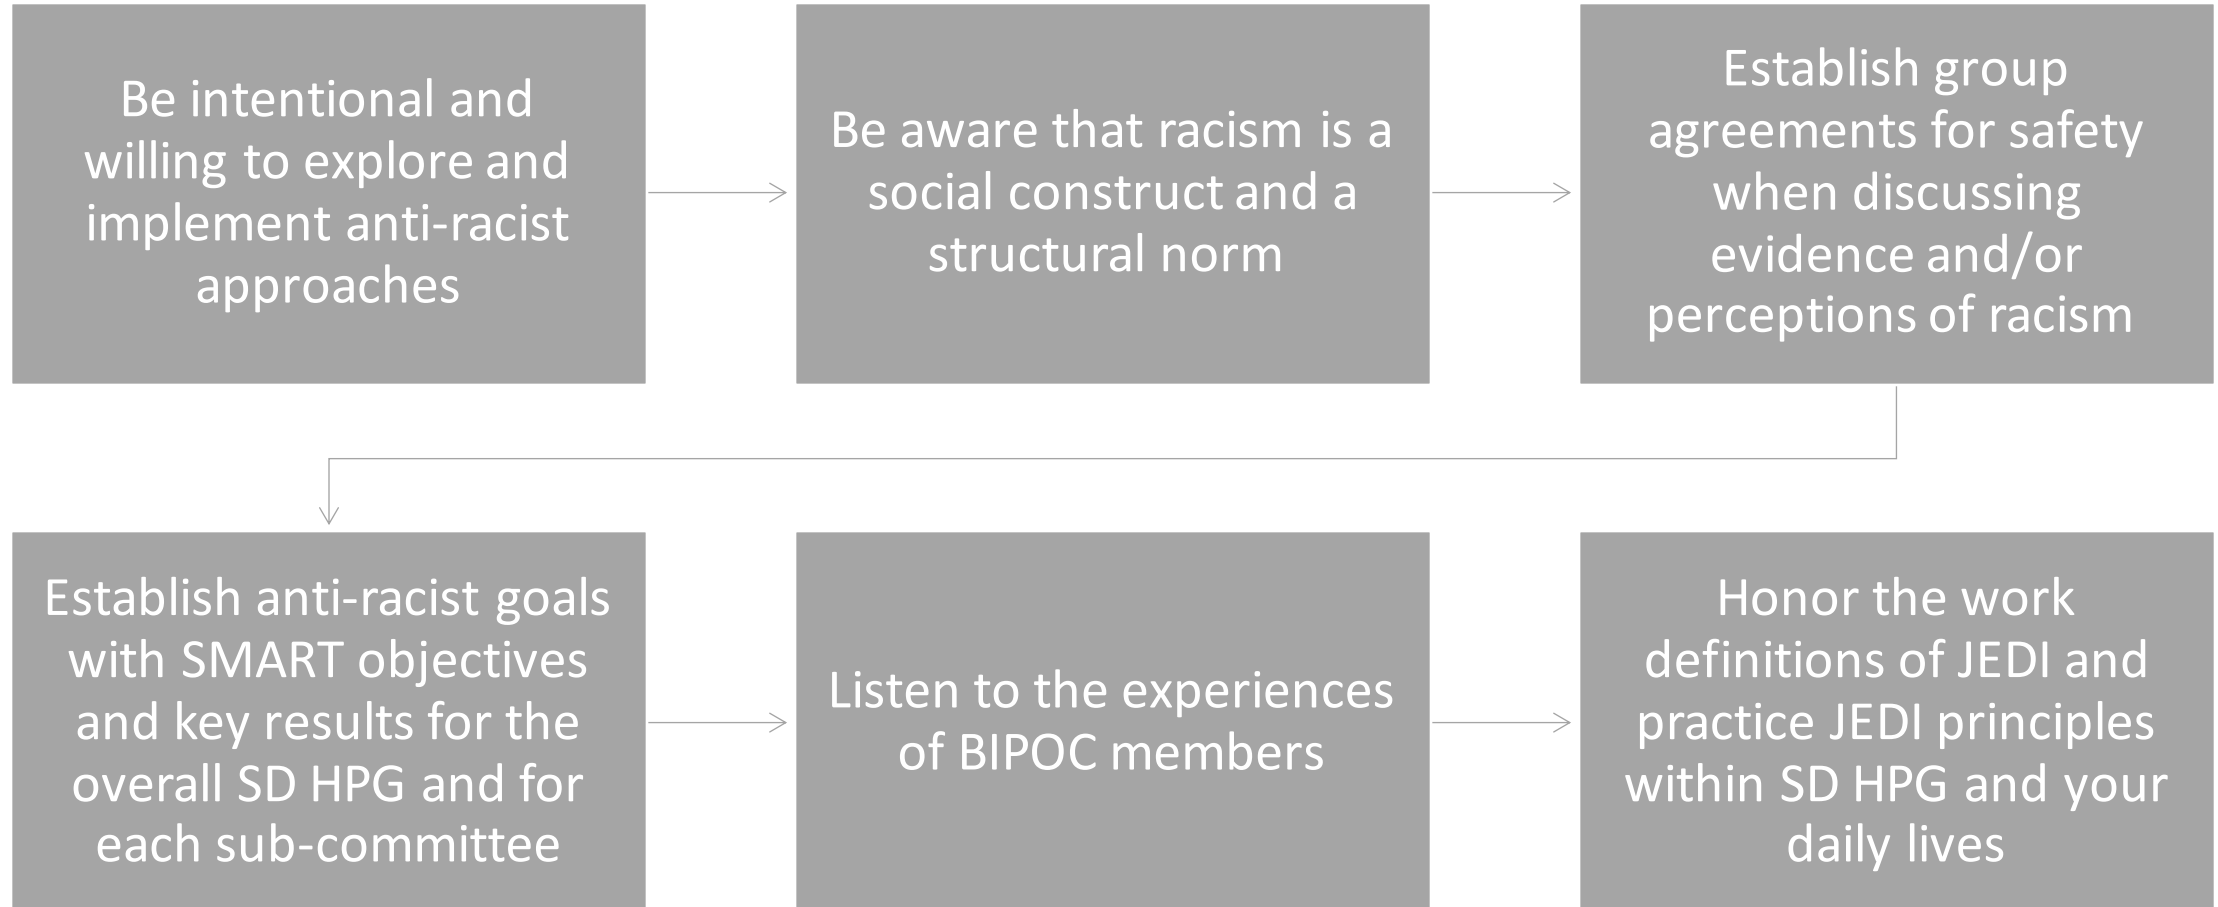 Be intentional and
willing to explore and
implement anti-racist
approaches
Be aware that racism is a
social construct and a
structural norm
Establish group
agreements for safety
when discussing
evidence and/or
perceptions of racism
Establish anti-racist goals
with SMART objectives
and key results for the
overall SD HPG and for
each sub-committee
Listen to the experiences
of BIPOC members
Honor the work
definitions of JEDI and
practice JEDI principles
within SD HPG and your
daily lives